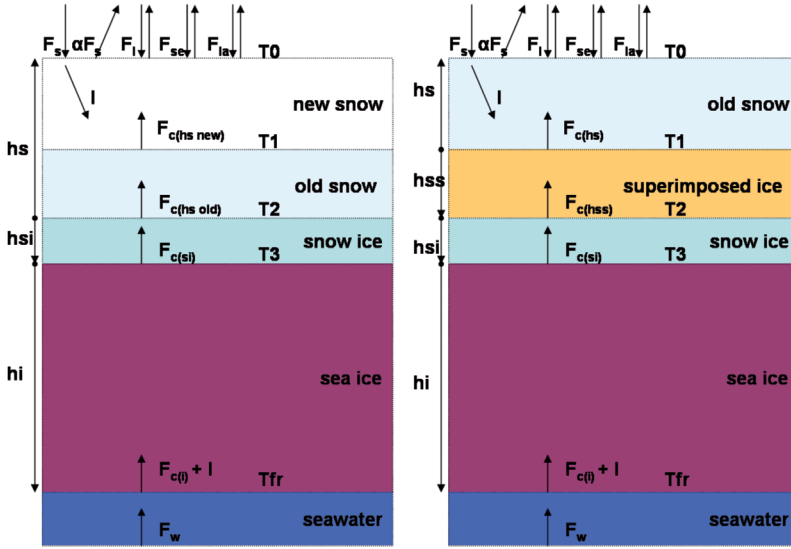 Fs αFs Fl Fse Fla T0
I
new snow
hs
Fc(hs new) T1
old snow
Fc(hs old) T2
hsi
snow ice
Fc(si) T3
hi
sea ice
Fc(i) + I Tfr
seawater
Fw
Fs αFs Fl Fse Fla T0
hs
I
old snow
Fc(hs) T1
hss
superimposed ice
Fc(hss) T2
hsi
snow ice
Fc(si) T3
hi
sea ice
Fc(i) + I Tfr
seawater
Fw